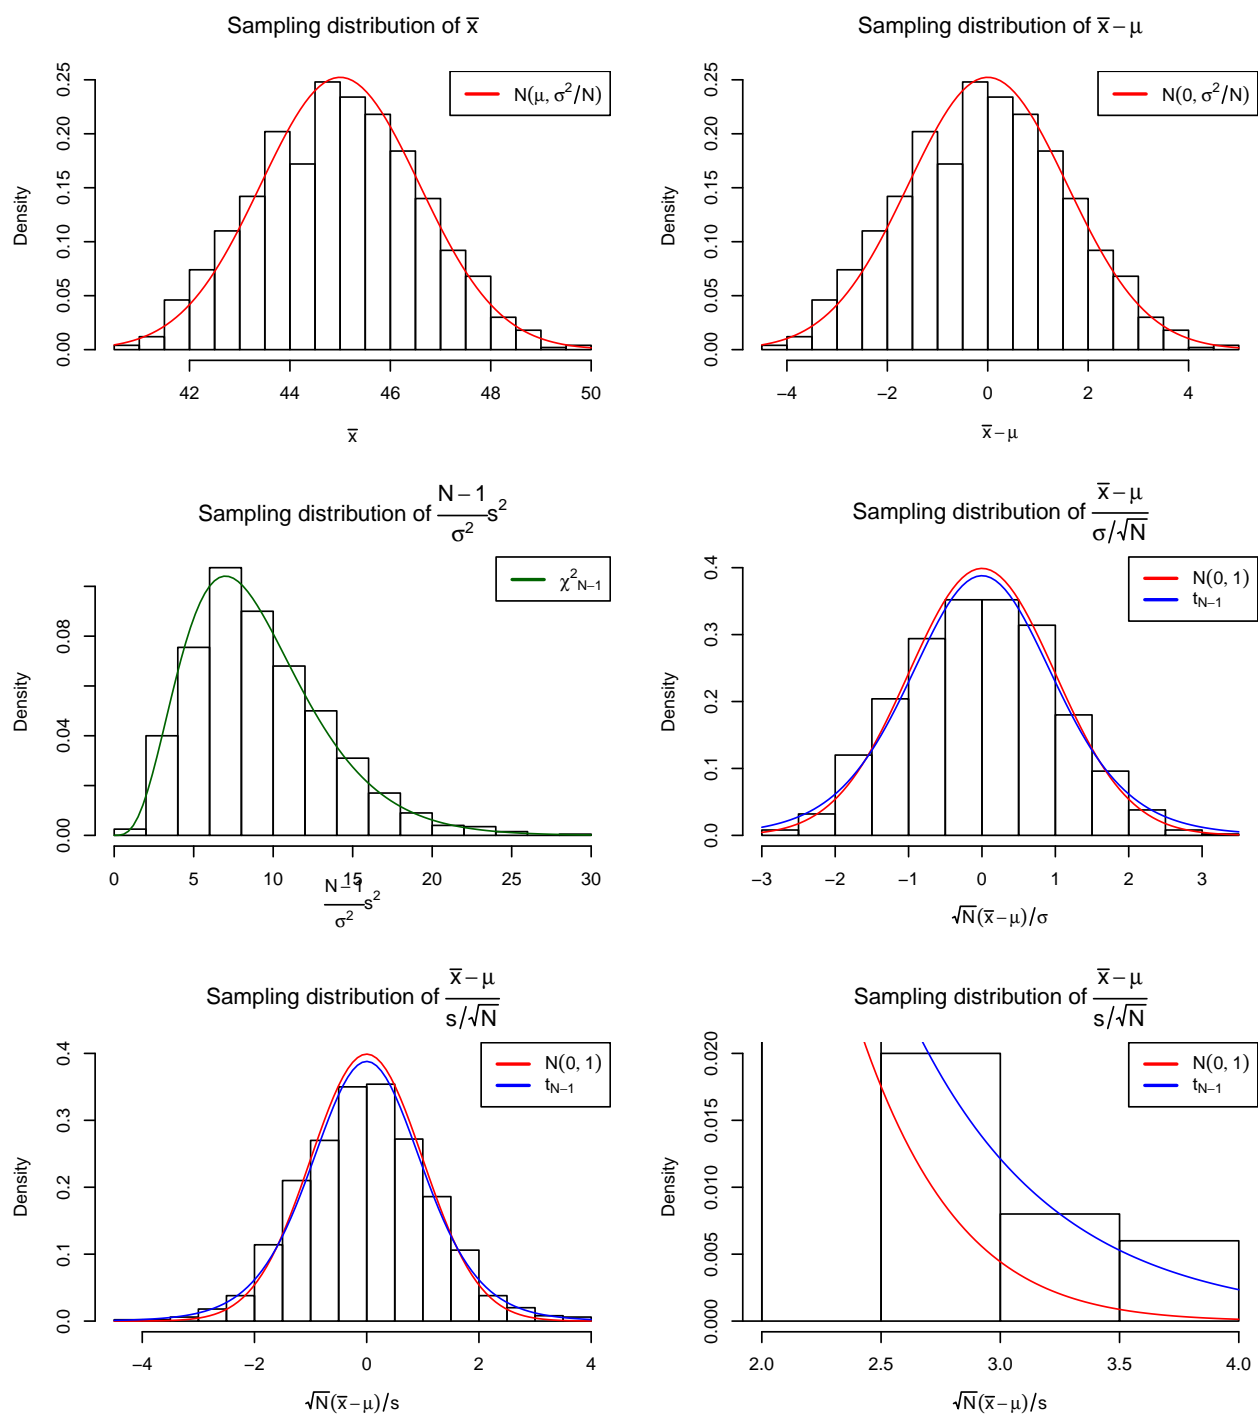 Sampling distribution of x̅
Density
0.00 0.05 0.10 0.15 0.20 0.25
N(μ, σ²/N)
42 44 46 48 50
x̅
Sampling distribution of x̅ − μ
Density
0.00 0.05 0.10 0.15 0.20 0.25
N(0, σ²/N)
−4 −2 0 2 4
x̅ − μ
Sampling distribution of (N − 1)/σ² s²
Density
0.00 0.04 0.08
χ²N−1
0 5 10 15 20 25 30
(N−1)/σ² s²
Sampling distribution of (x̅ − μ)/(σ/√N)
Density
0.0 0.1 0.2 0.3 0.4
N(0, 1)
tN−1
−3 −2 −1 0 1 2 3
√N(x̅ − μ)/σ
Sampling distribution of (x̅ − μ)/(s/√N)
Density
0.0 0.1 0.2 0.3 0.4
N(0, 1)
tN−1
−4 −2 0 2 4
√N(x̅ − μ)/s
Sampling distribution of (x̅ − μ)/(s/√N)
Density
0.000 0.005 0.010 0.015 0.020
N(0, 1)
tN−1
2.0 2.5 3.0 3.5 4.0
√N(x̅ − μ)/s